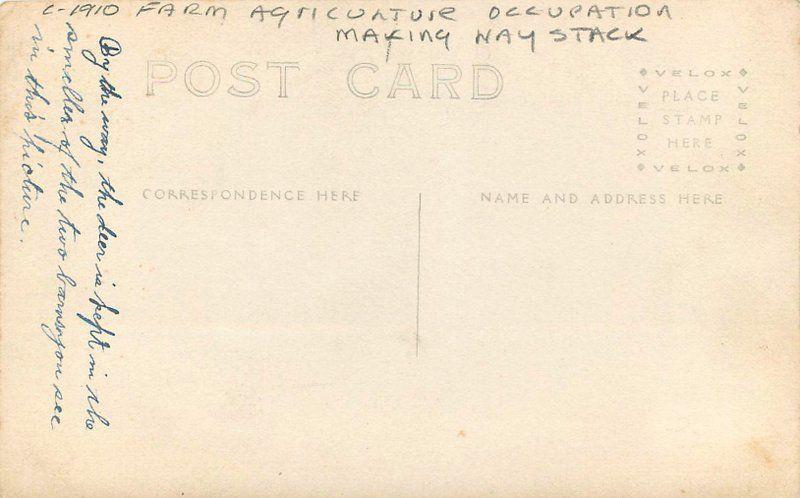 C-1910 FARM AGRICULTURE OCCUPATION
MAKING HAY STACK
POST CARD
VELOX
VELOX
VELOX
PLACE
STAMP
HERE
VELOX
CORRESPONDENCE HERE
NAME AND ADDRESS HERE
By the way, the deer is kept in the
smaller of the two barns you see
in this picture.